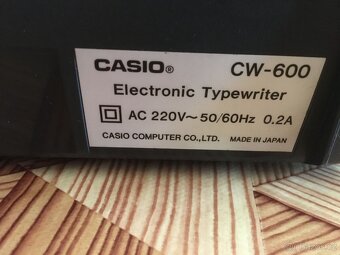 CASIO® CW-600
Electronic Typewriter
AC 220V~50/60Hz 0.2A
CASIO COMPUTER CO., LTD. MADE IN JAPAN